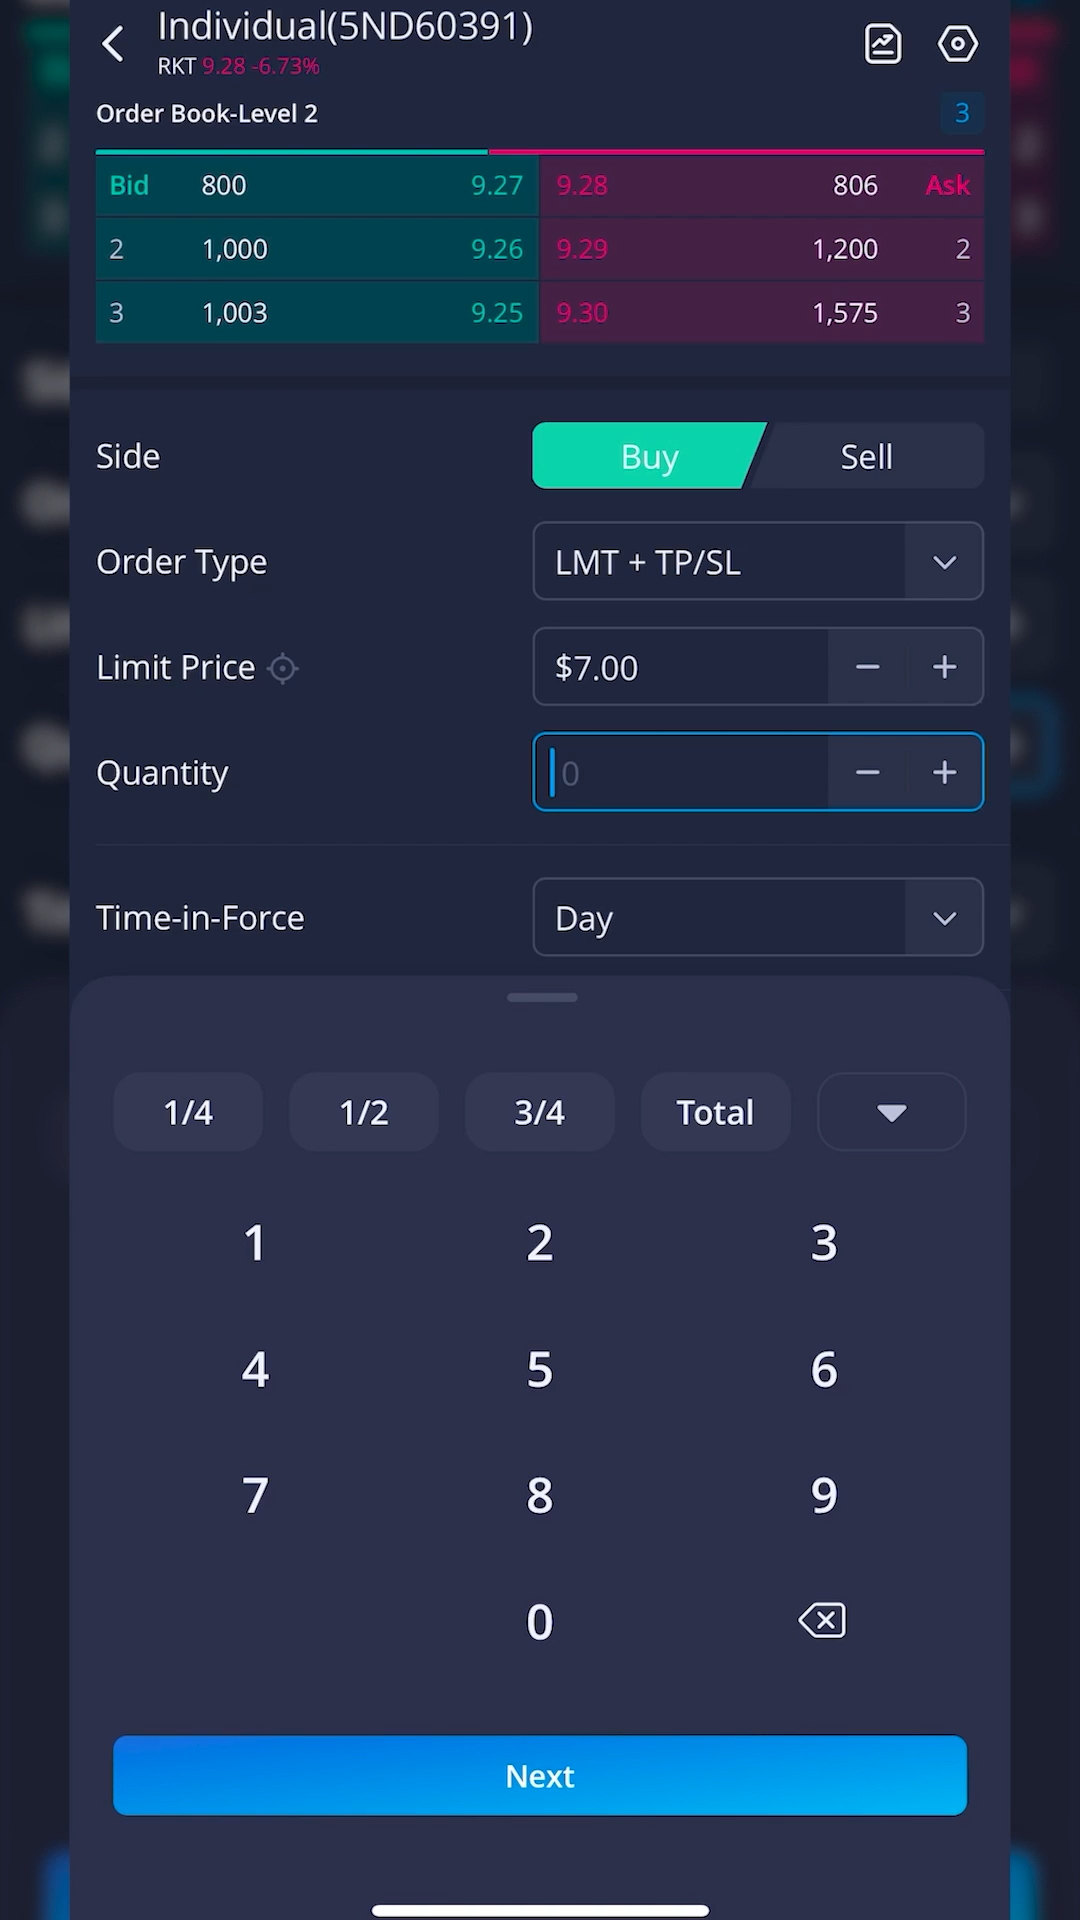 Individual(5ND60391)
RKT 9.28 -6.73%
Order Book-Level 2 3
Bid 800 9.27 9.28 806 Ask
2 1,000 9.26 9.29 1,200 2
3 1,003 9.25 9.30 1,575 3
Side Buy Sell
Order Type LMT + TP/SL
Limit Price $7.00 − +
Quantity 0 − +
Time-in-Force Day
1/4 1/2 3/4 Total
1 2 3
4 5 6
7 8 9
0
Next